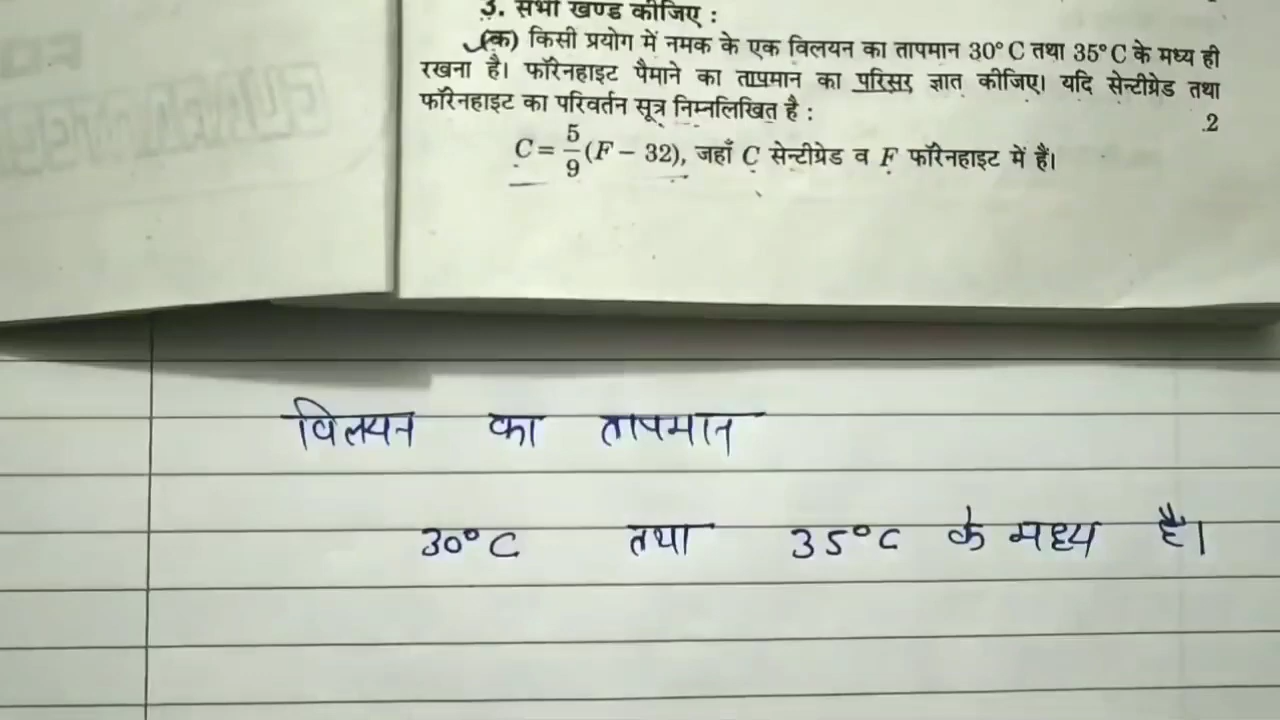 3. सभी खण्ड कीजिए :
(क) किसी प्रयोग में नमक के एक विलयन का तापमान 30° C तथा 35° C के मध्य ही
रखना है। फॉरेनहाइट पैमाने का तापमान का परिसर ज्ञात कीजिए। यदि सेन्टीग्रेड तथा
फॉरेनहाइट का परिवर्तन सूत्र निम्नलिखित है : 2
C = 5/9 (F – 32), जहाँ C सेन्टीग्रेड व F फॉरेनहाइट में हैं।
विलयन का तापमान
30°C तथा 35°C के मध्य है।